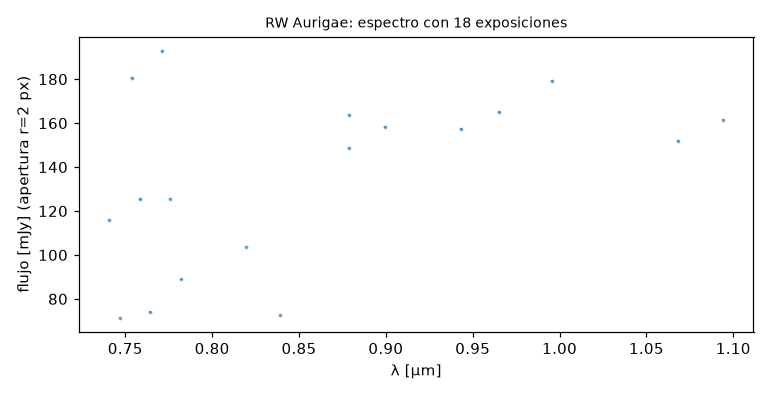 RW Aurigae: espectro con 18 exposiciones
flujo [mJy] (apertura r=2 px)
180
160
140
120
100
80
0.75 0.80 0.85 0.90 0.95 1.00 1.05 1.10
λ [μm]